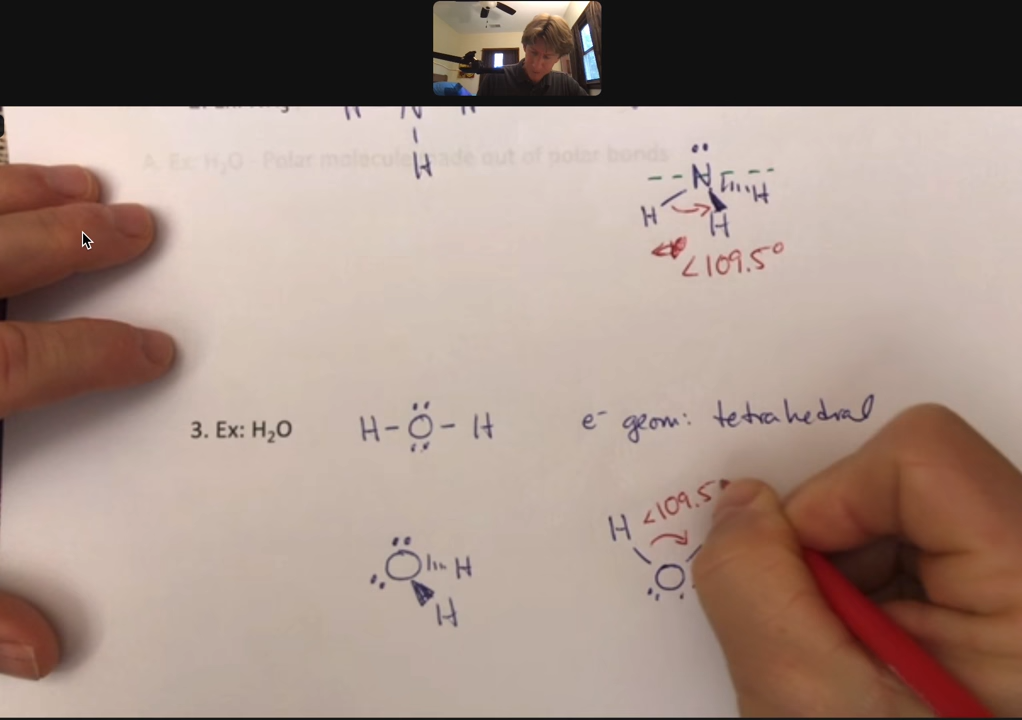 H N H
H
A. Ex: H₂O - Polar molecule made out of polar bonds
N H
H H
<109.5°
3. Ex: H₂O H-O-H e⁻ geom: tetrahedral
H <109.5°
O H O
H